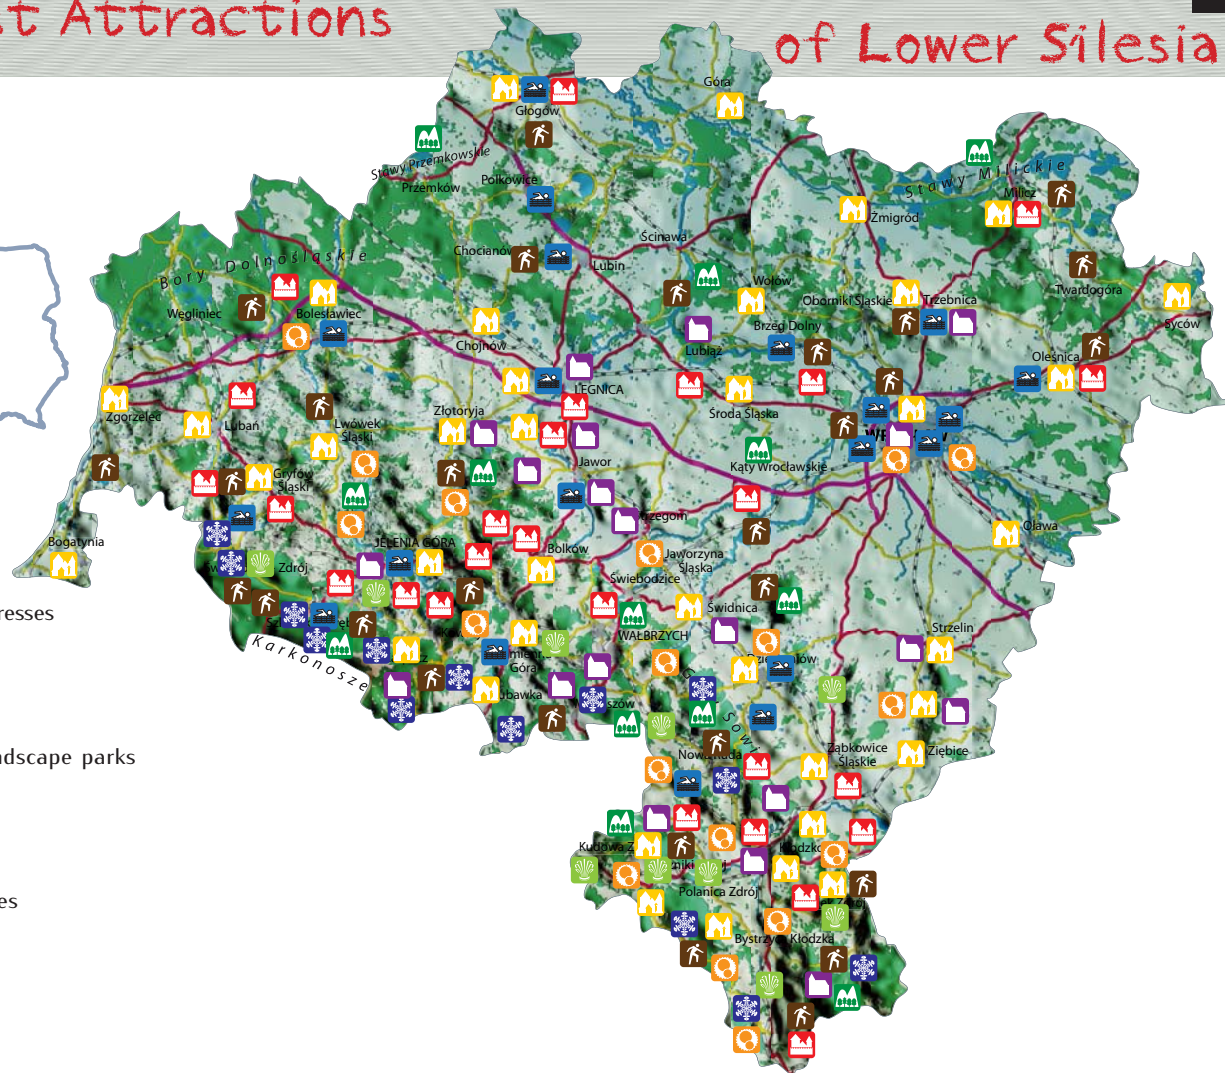 st Attractions
of Lower Silesia
Góra
Głogów
Stawy Przemkowskie
Przemków
Polkowice
Stawy Milickie
Milicz
Żmigród
Ścinawa
Chocianów
Lubin
Bory Dolnośląskie
Węgliniec
Bolesławiec
Wołów
Oborniki Śląskie
Trzebnica
Twardogóra
Syców
Brzeg Dolny
Lubiąż
Chojnów
Oleśnica
LEGNICA
Zgorzelec
Lubań
Lwówek
Śląski
Złotoryja
Środa Śląska
Kąty Wrocławskie
Gryfów
Śląski
Jawor
Oława
Bogatynia
JELENIA GÓRA
Bolków
Jaworzyna
Śląska
Świebodzice
Zdrój
resses
Świdnica
WAŁBRZYCH
Strzelin
Karkonosze
Góra
ndscape parks
Ząbkowice
Śląskie
Ziębice
es
Polanica Zdrój
Bystrzyca Kłodzka